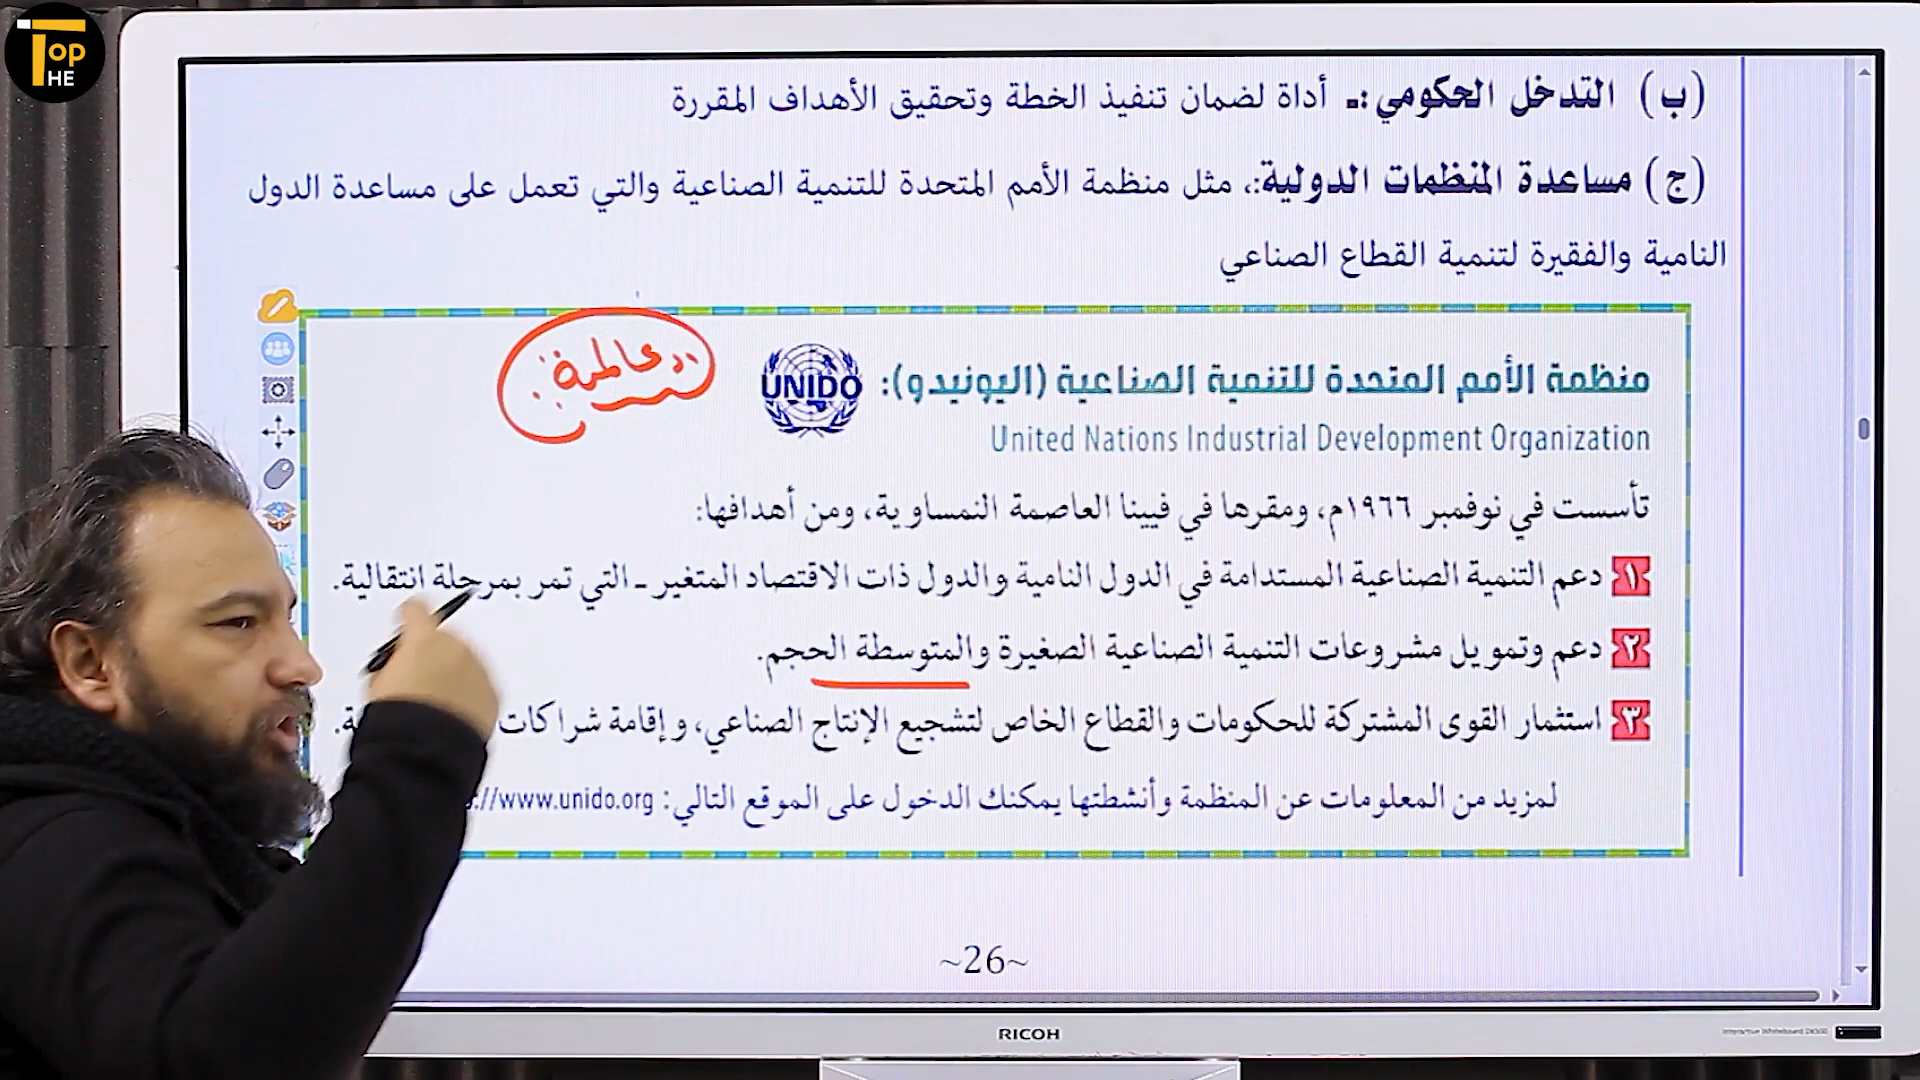 TOP
HE
(ب) التدخل الحكومي:. أداة لضمان تنفيذ الخطة وتحقيق الأهداف المقررة
(ج) مساعدة المنظمات الدولية:. مثل منظمة الأمم المتحدة للتنمية الصناعية والتي تعمل على مساعدة الدول
النامية والفقيرة لتنمية القطاع الصناعي
عالمية
منظمة الأمم المتحدة للتنمية الصناعية (اليونيدو):
UNIDO
United Nations Industrial Development Organization
تأسست في نوفمبر ١٩٦٦م، ومقرها في فيينا العاصمة النمساوية، ومن أهدافها:
١ دعم التنمية الصناعية المستدامة في الدول النامية والدول ذات الاقتصاد المتغير ـ التي تمر بمرحلة انتقالية.
٢ دعم وتمويل مشروعات التنمية الصناعية الصغيرة والمتوسطة الحجم.
٣ استثمار القوى المشتركة للحكومات والقطاع الخاص لتشجيع الإنتاج الصناعي، وإقامة شراكات
لمزيد من المعلومات عن المنظمة وأنشطتها يمكنك الدخول على الموقع التالي: //www.unido.org
~26~
RICOH